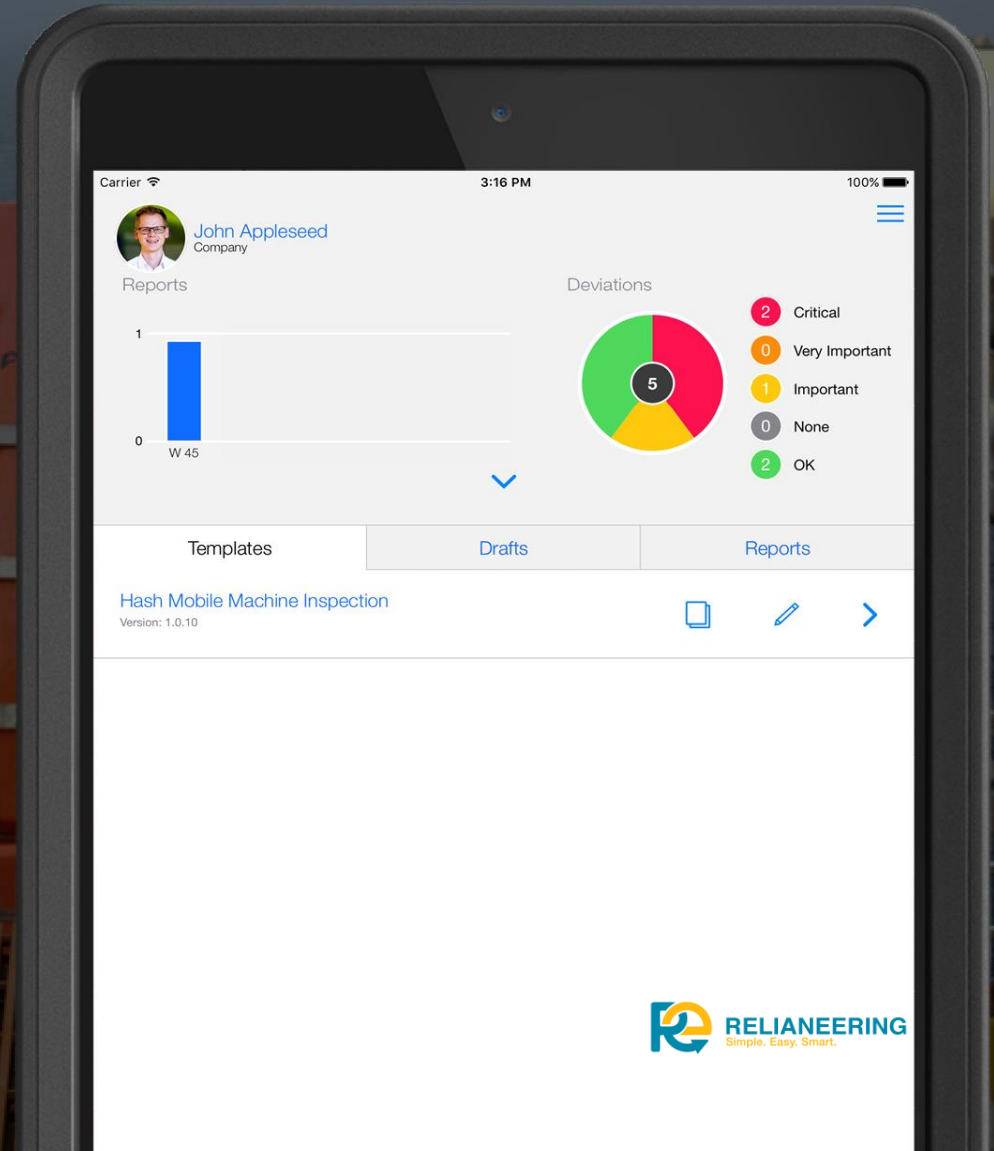 Carrier
3:16 PM
100%
John Appleseed
Company
Reports
1
0
W 45
Deviations
5
2 Critical
0 Very Important
1 Important
0 None
2 OK
Templates
Drafts
Reports
Hash Mobile Machine Inspection
Version: 1.0.10
RELIANEERING
Simple. Easy. Smart.